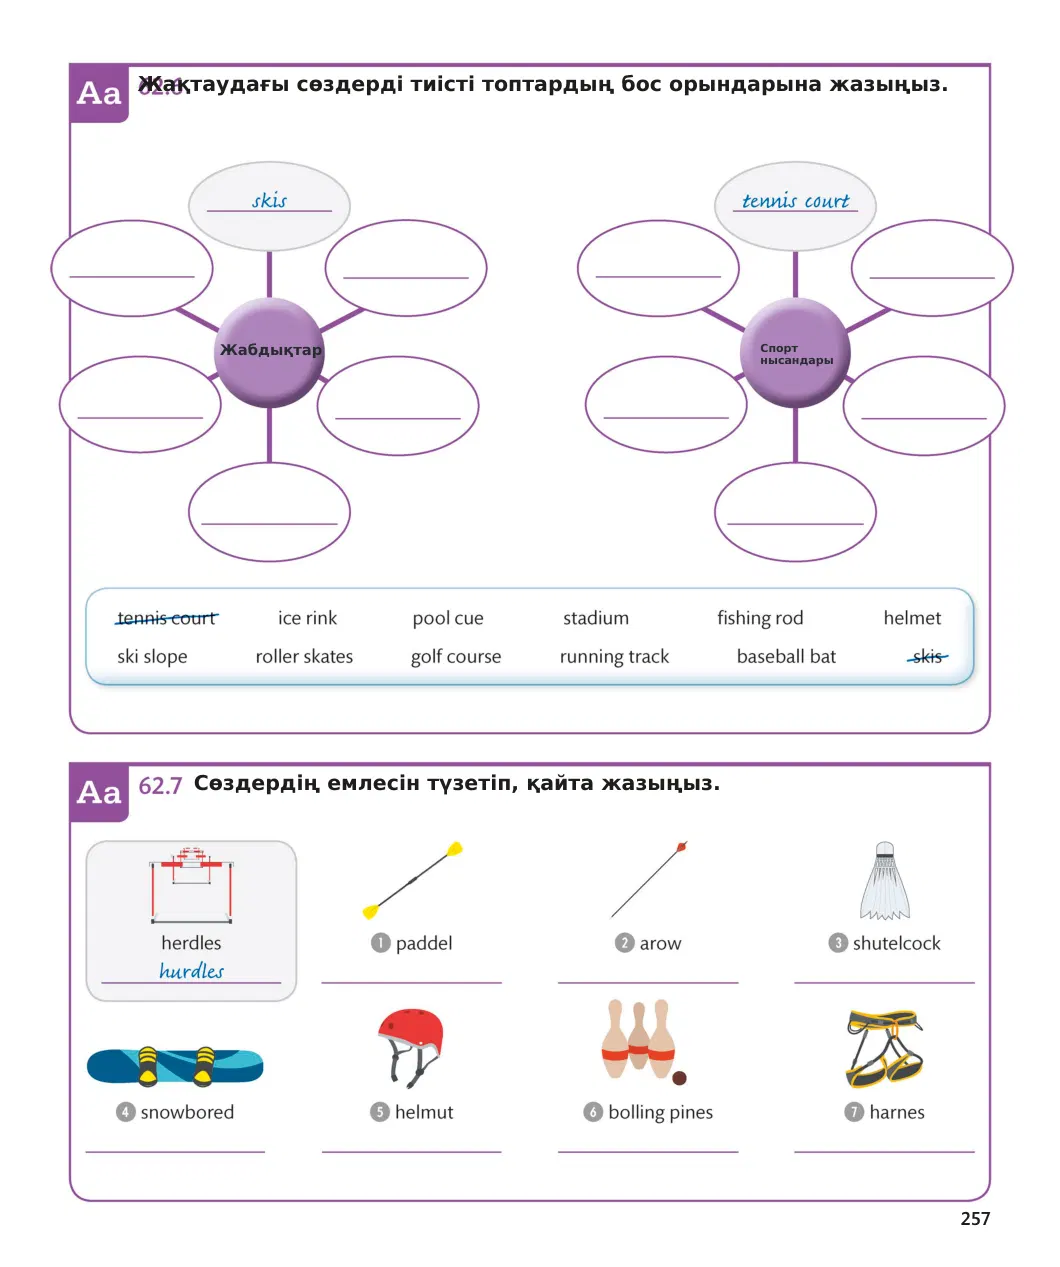 Aa 62.6 Жақтаудағы сөздерді тиісті топтардың бос орындарына жазыңыз.
skis
tennis court
Жабдықтар
Спорт
нысандары
tennis court ice rink pool cue stadium fishing rod helmet
ski slope roller skates golf course running track baseball bat skis
Aa 62.7 Сөздердің емлесін түзетіп, қайта жазыңыз.
herdles
hurdles
1 paddel 2 arow 3 shutelcock
4 snowbored 5 helmut 6 bolling pines 7 harnes
257